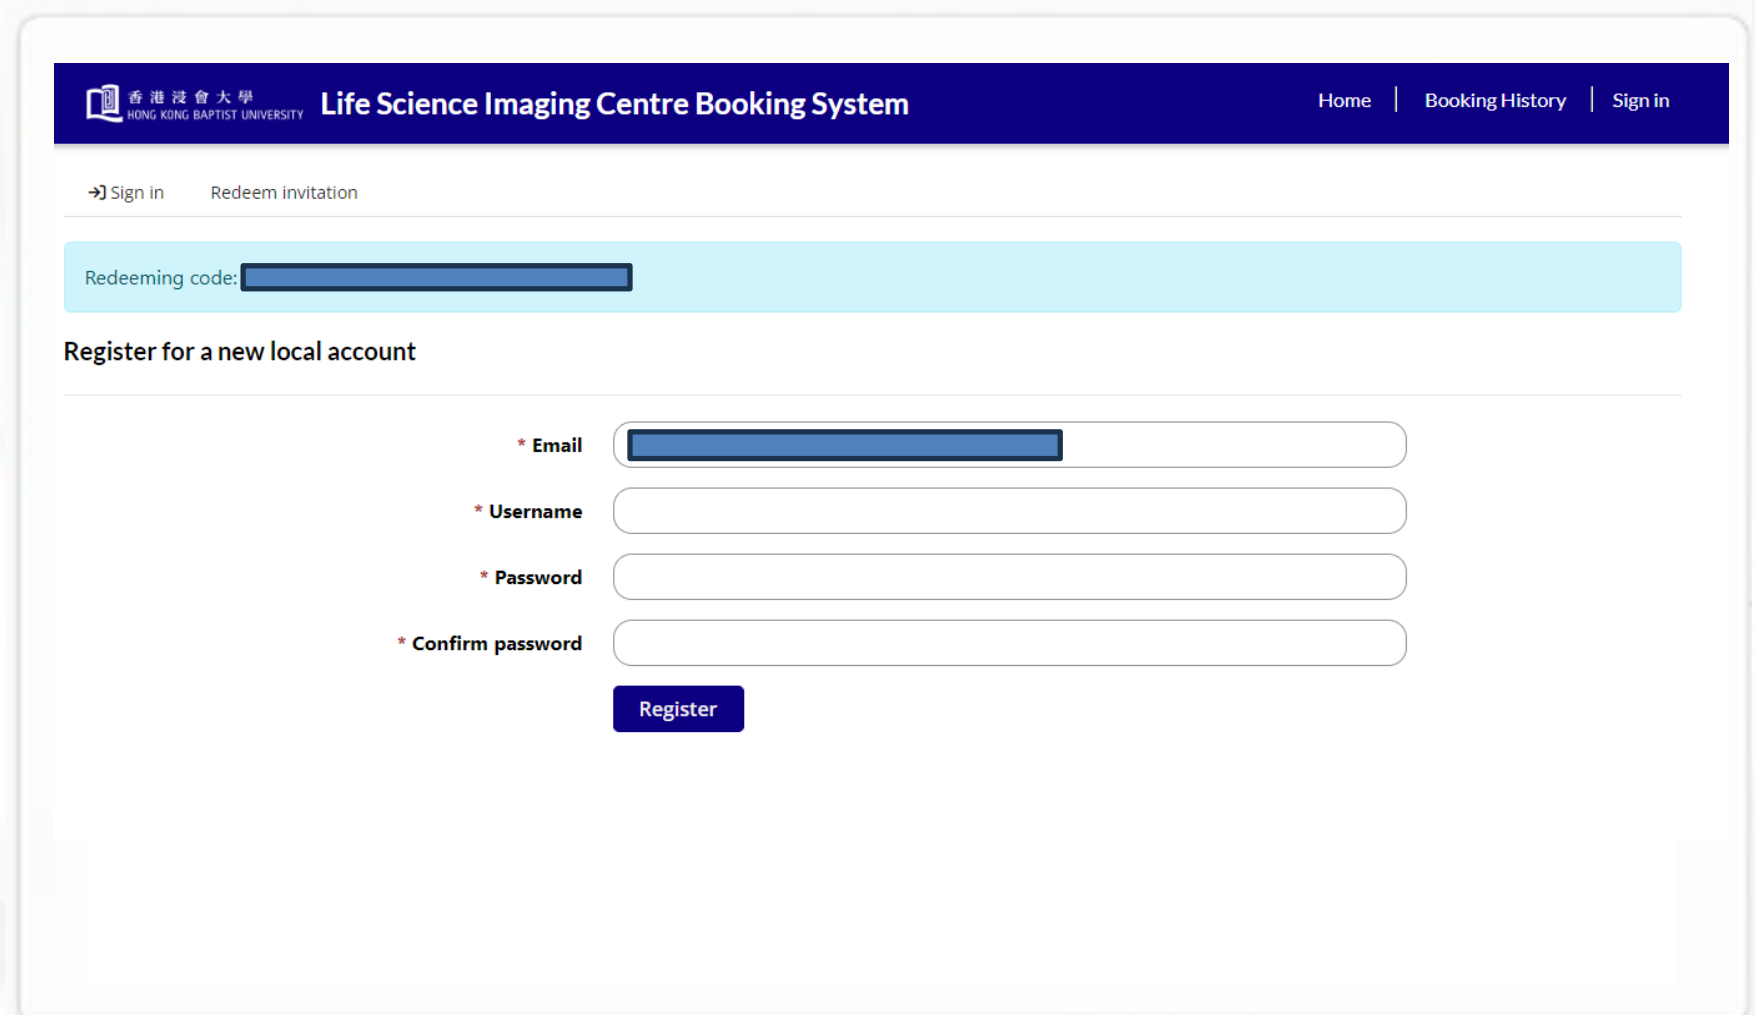 香港浸會大學
HONG KONG BAPTIST UNIVERSITY
Life Science Imaging Centre Booking System
Home
Booking History
Sign in
Sign in
Redeem invitation
Redeeming code:
Register for a new local account
* Email
* Username
* Password
* Confirm password
Register